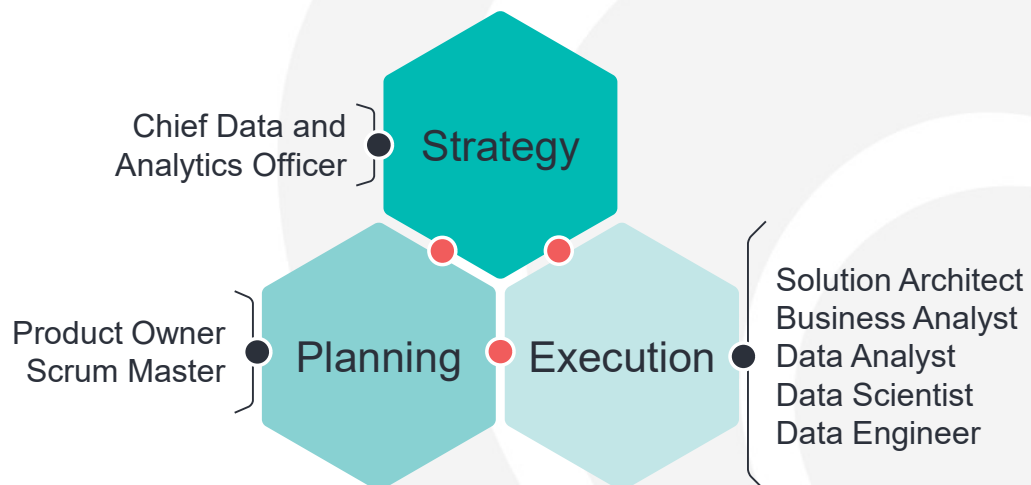 Chief Data and
Analytics Officer
Strategy
Product Owner
Scrum Master
Planning
Execution
Solution Architect
Business Analyst
Data Analyst
Data Scientist
Data Engineer